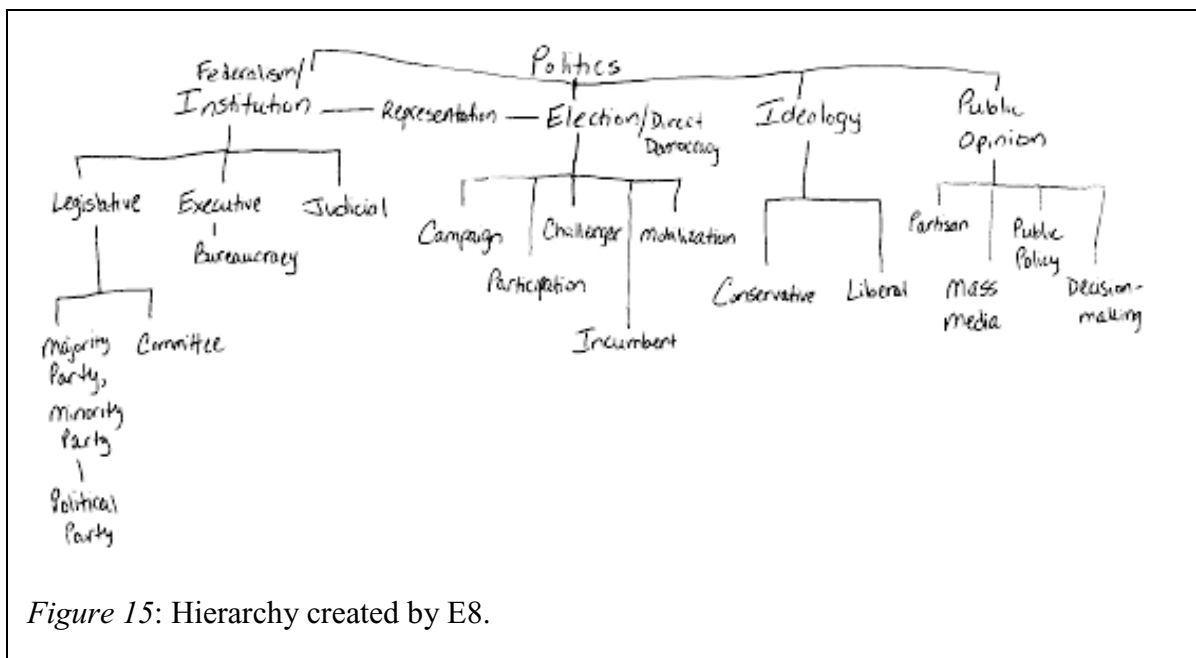 Politics
Federalism/
Institution
Representation
Election/Direct
Democracy
Ideology
Public
Opinion
Legislative
Executive
Judicial
Bureaucracy
Majority
Party,
Minority
Party
Political
Party
Committee
Campaign
Participation
Challenger
Incumbent
Mobilization
Conservative
Liberal
Partisan
Mass
Media
Public
Policy
Decision-
making
Figure 15: Hierarchy created by E8.